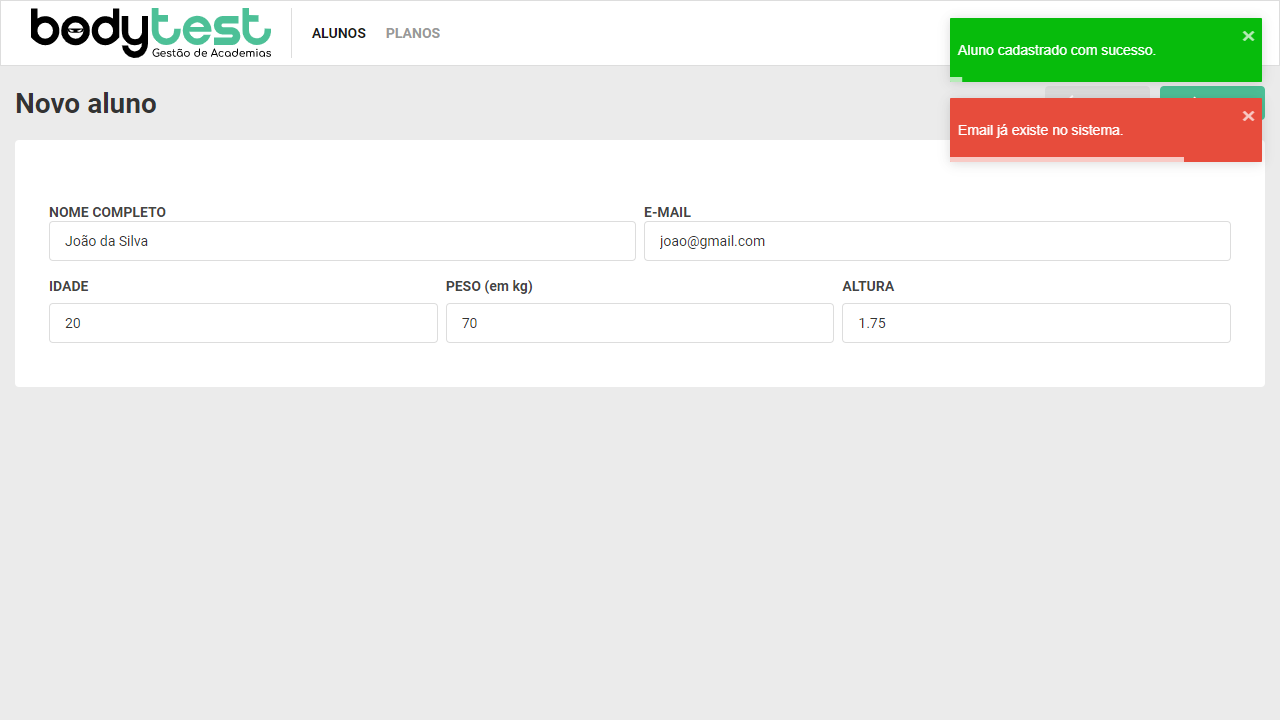 bodytest
Gestão de Academias
ALUNOS PLANOS
Aluno cadastrado com sucesso.
×
Novo aluno
Email já existe no sistema.
×
NOME COMPLETO E-MAIL
João da Silva joao@gmail.com
IDADE PESO (em kg) ALTURA
20 70 1.75